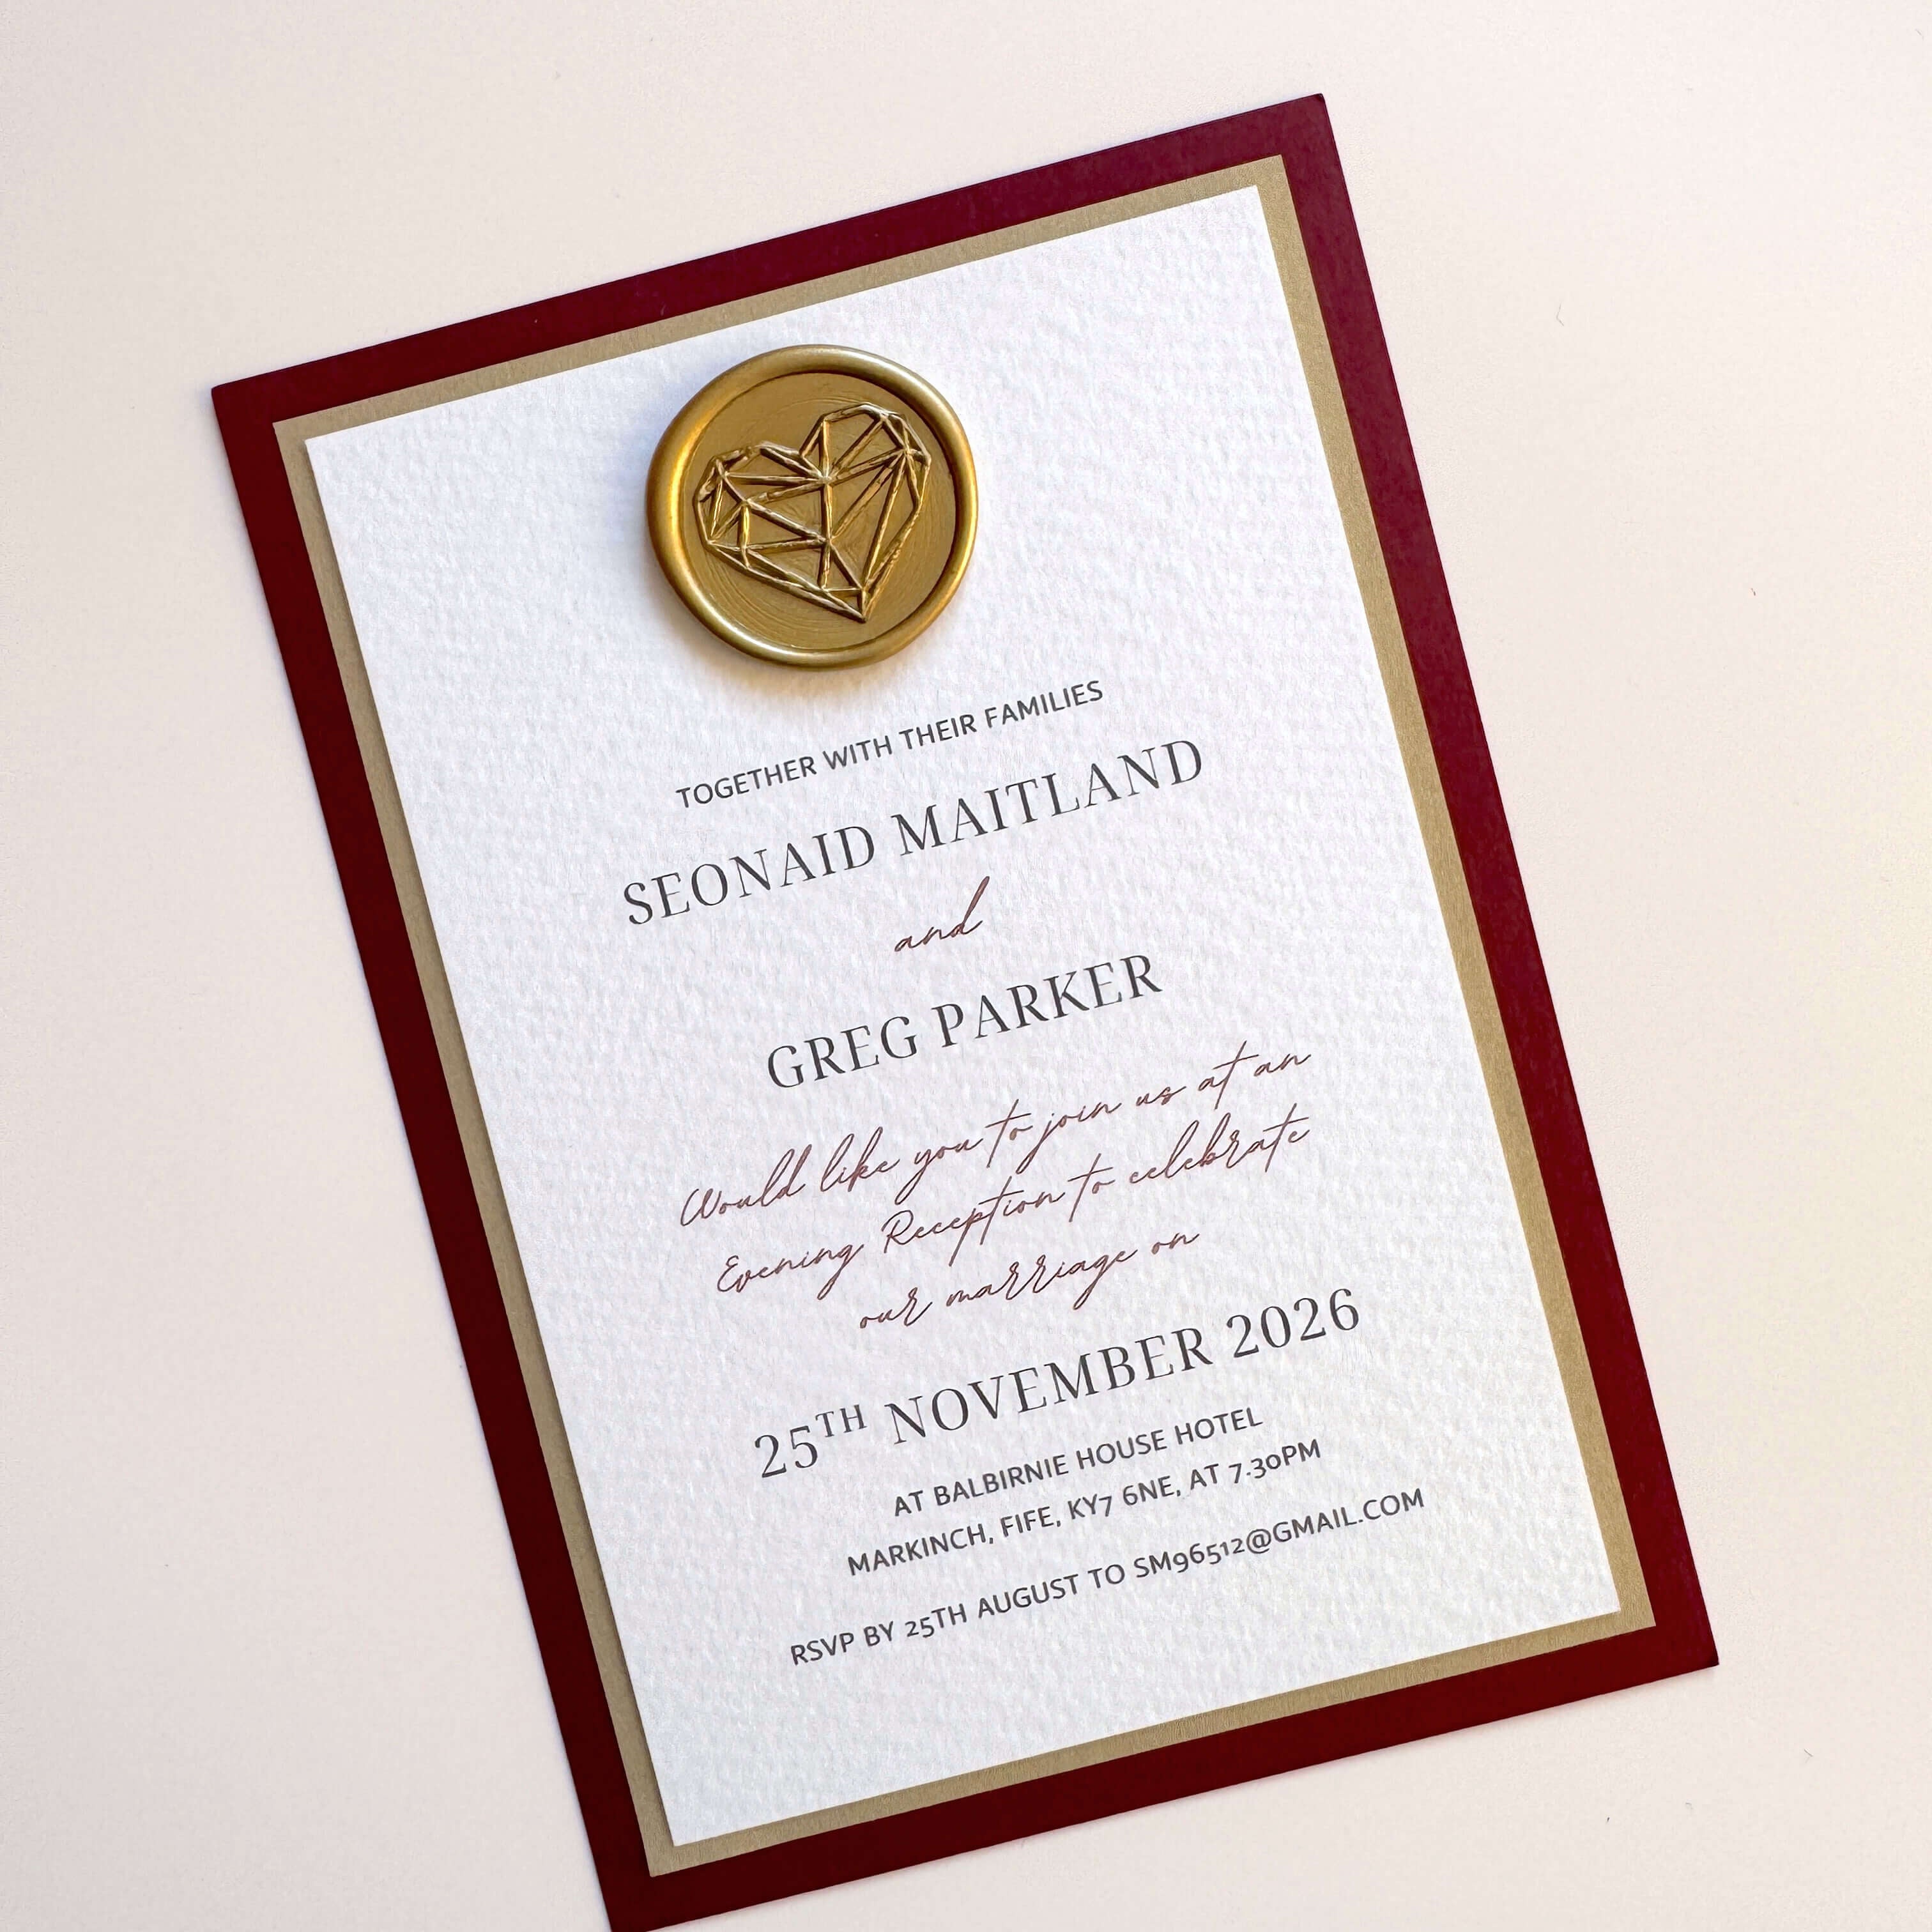 TOGETHER WITH THEIR FAMILIES
SEONAID MAITLAND
and
GREG PARKER
Would like you to join us at an
Evening Reception to celebrate
our marriage on
25TH NOVEMBER 2026
AT BALBIRNIE HOUSE HOTEL
MARKINCH, FIFE, KY7 6NE, AT 7.30PM
RSVP BY 25TH AUGUST TO SM96512@GMAIL.COM